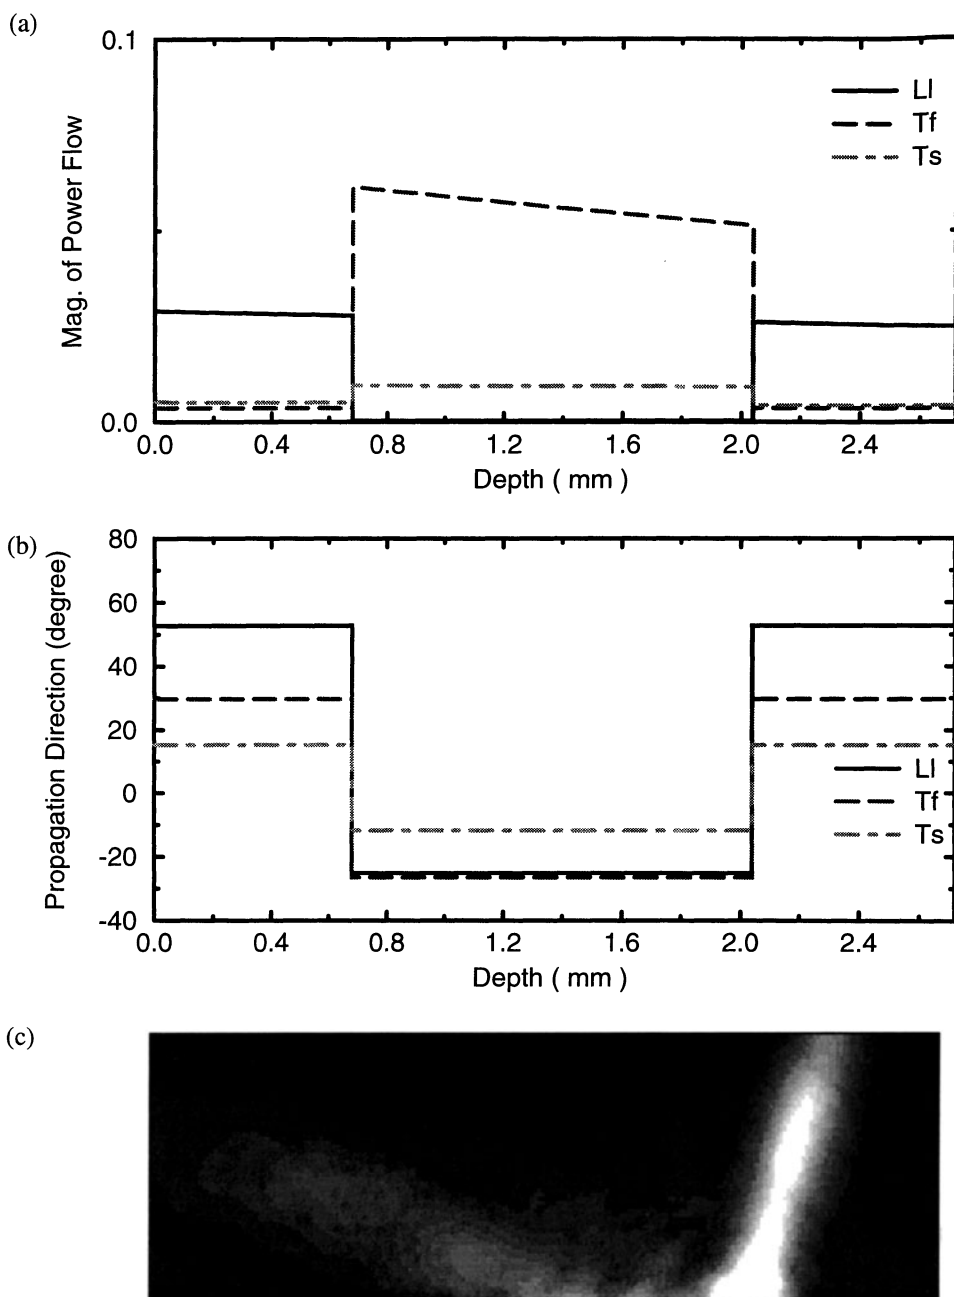 (a)
0.1
Mag. of Power Flow
Ll
Tf
Ts
0.0
0.0 0.4 0.8 1.2 1.6 2.0 2.4
Depth ( mm )
(b)
80
60
40
20
0
-20
-40
Propagation Direction (degree)
Ll
Tf
Ts
0.0 0.4 0.8 1.2 1.6 2.0 2.4
Depth ( mm )
(c)